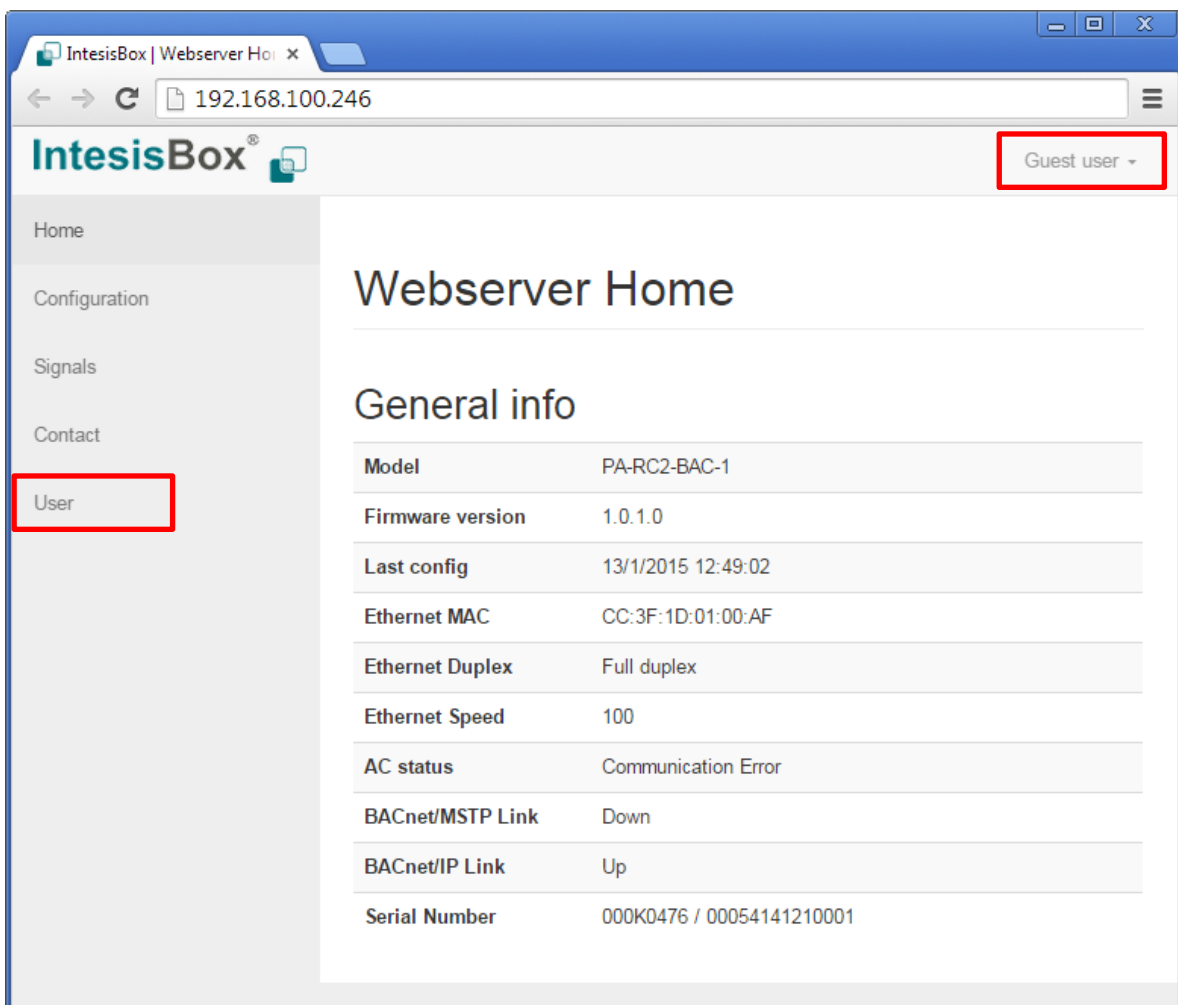 IntesisBox | Webserver Ho
192.168.100.246
IntesisBox®
Guest user
Home
Configuration
Signals
Contact
User
Webserver Home
General info
Model PA-RC2-BAC-1
Firmware version 1.0.1.0
Last config 13/1/2015 12:49:02
Ethernet MAC CC:3F:1D:01:00:AF
Ethernet Duplex Full duplex
Ethernet Speed 100
AC status Communication Error
BACnet/MSTP Link Down
BACnet/IP Link Up
Serial Number 000K0476 / 00054141210001